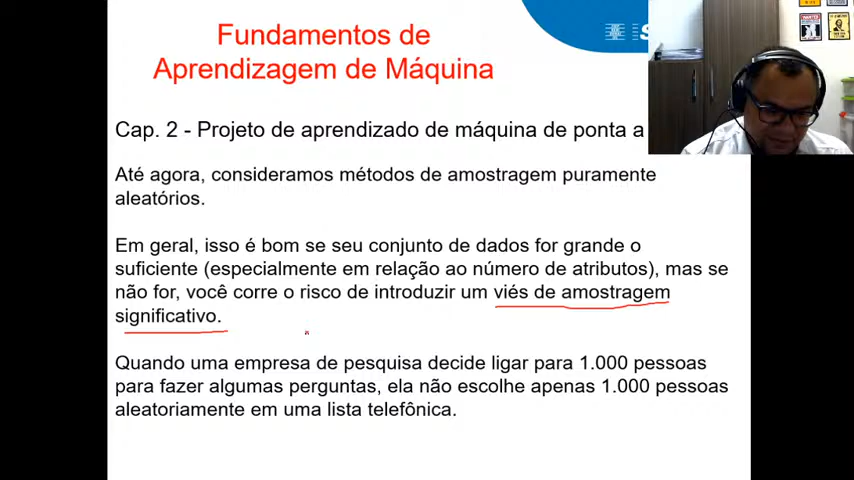 Fundamentos de
Aprendizagem de Máquina
Cap. 2 - Projeto de aprendizado de máquina de ponta a
Até agora, consideramos métodos de amostragem puramente
aleatórios.
Em geral, isso é bom se seu conjunto de dados for grande o
suficiente (especialmente em relação ao número de atributos), mas se
não for, você corre o risco de introduzir um viés de amostragem
significativo.
Quando uma empresa de pesquisa decide ligar para 1.000 pessoas
para fazer algumas perguntas, ela não escolhe apenas 1.000 pessoas
aleatoriamente em uma lista telefônica.